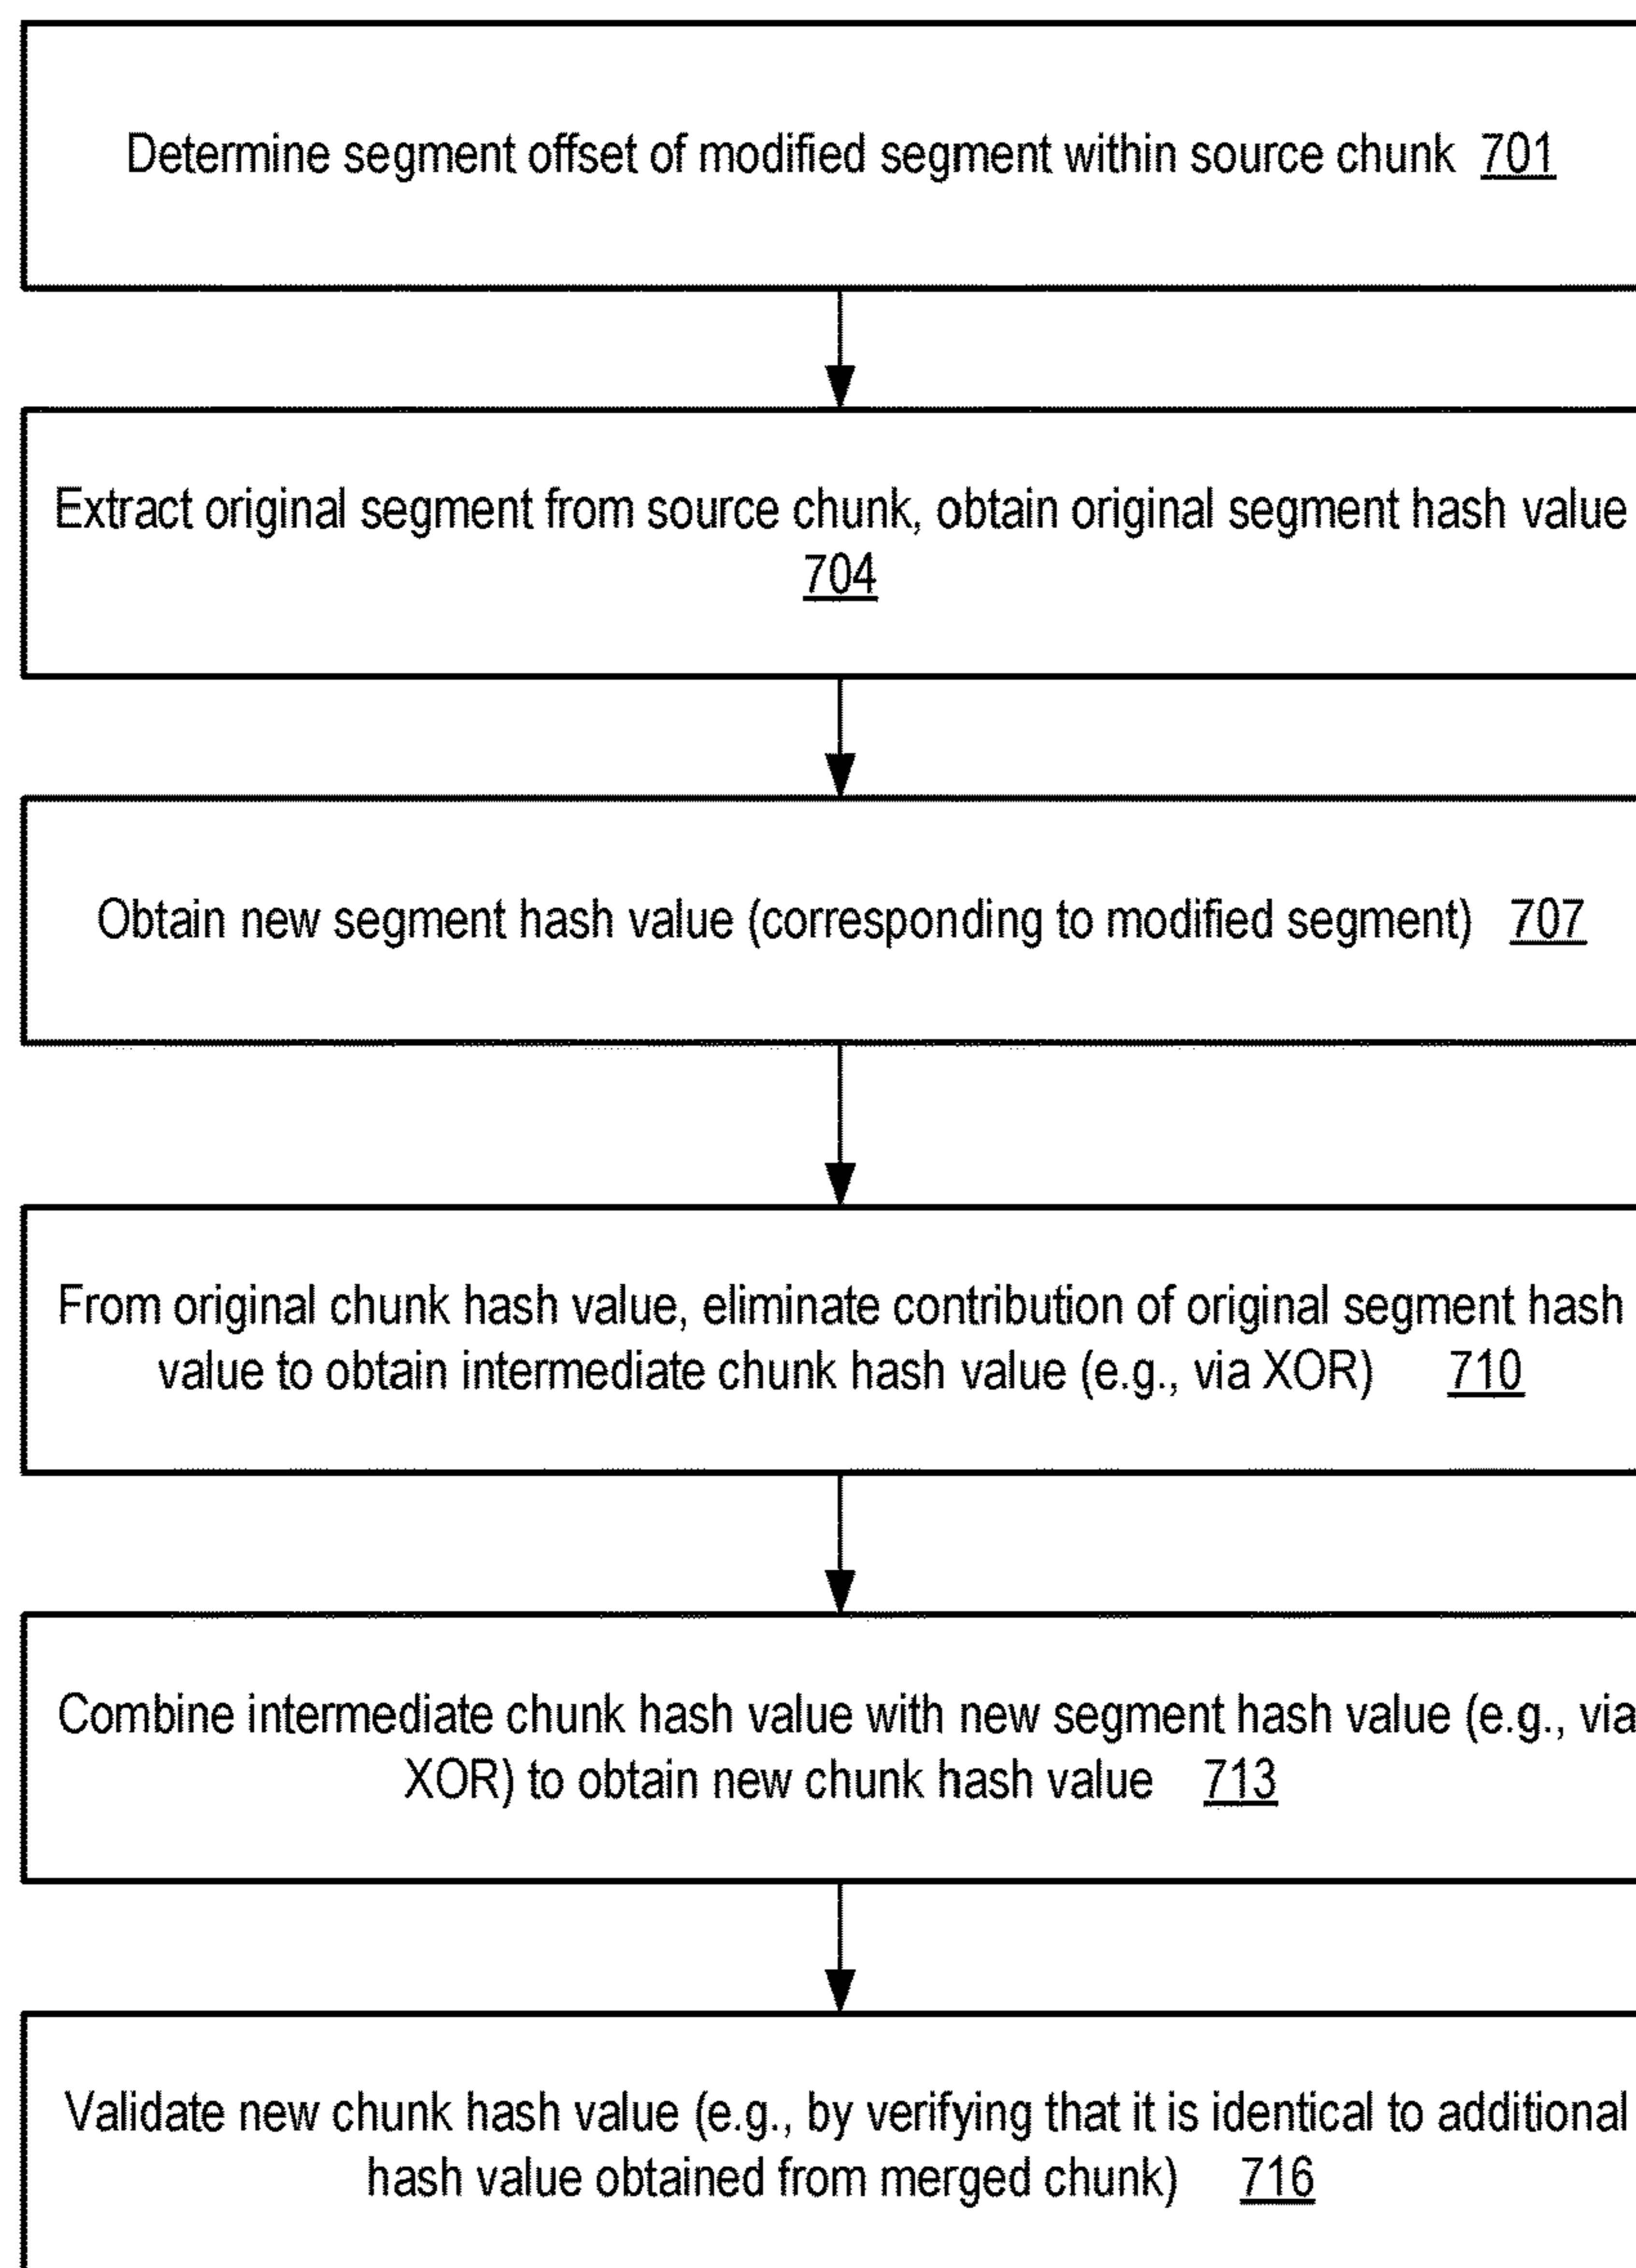 Determine segment offset of modified segment within source chunk 701
Extract original segment from source chunk, obtain original segment hash value
704
Obtain new segment hash value (corresponding to modified segment) 707
From original chunk hash value, eliminate contribution of original segment hash
value to obtain intermediate chunk hash value (e.g., via XOR) 710
Combine intermediate chunk hash value with new segment hash value (e.g., via
XOR) to obtain new chunk hash value 713
Validate new chunk hash value (e.g., by verifying that it is identical to additional
hash value obtained from merged chunk) 716